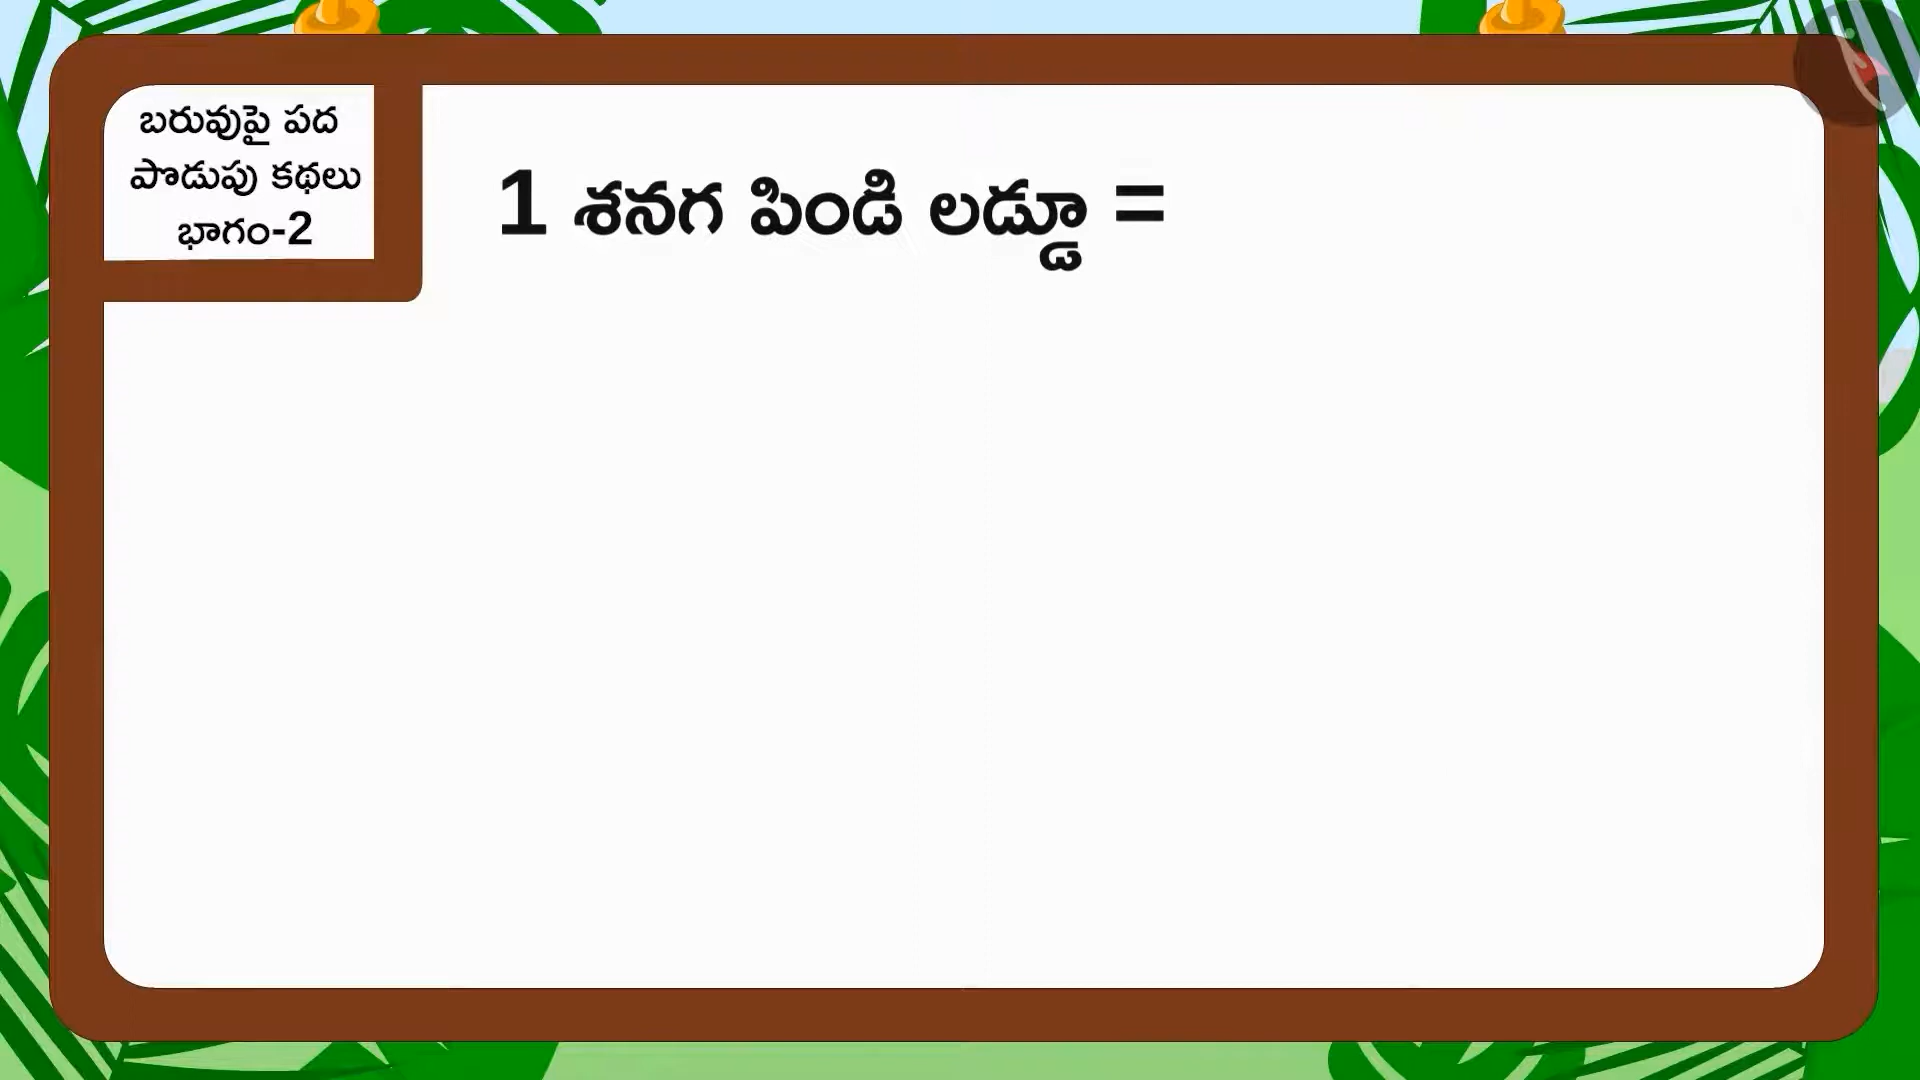 బరువుపై పద
పొడుపు కథలు
భాగం-2
1 శనగ పిండి లడ్డూ =